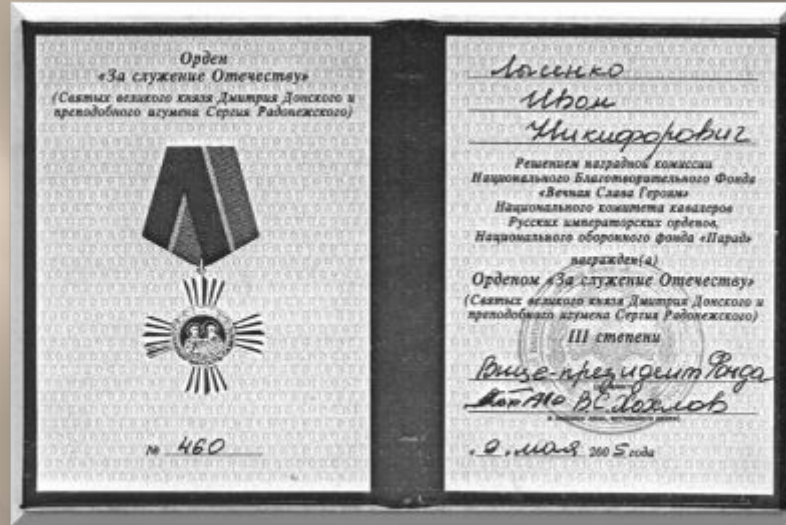 Орден
«За служение Отечеству»
(Святых великого князя Дмитрия Донского и
преподобного игумена Сергия Радонежского)
№ 460
Лысенко
Иван
Никифорович
Решением наградной комиссии
Национального Благотворительного Фонда
«Вечная Слава Героям»
Национального комитета кавалеров
Русских императорских орденов,
Национального оборонного фонда «Парад»
награжден(а)
Орденом «За служение Отечеству»
(Святых великого князя Дмитрия Донского и
преподобного игумена Сергия Радонежского)
III степени
Вице-президент Фонда
В.С. Хохлов
9 мая 2005 года